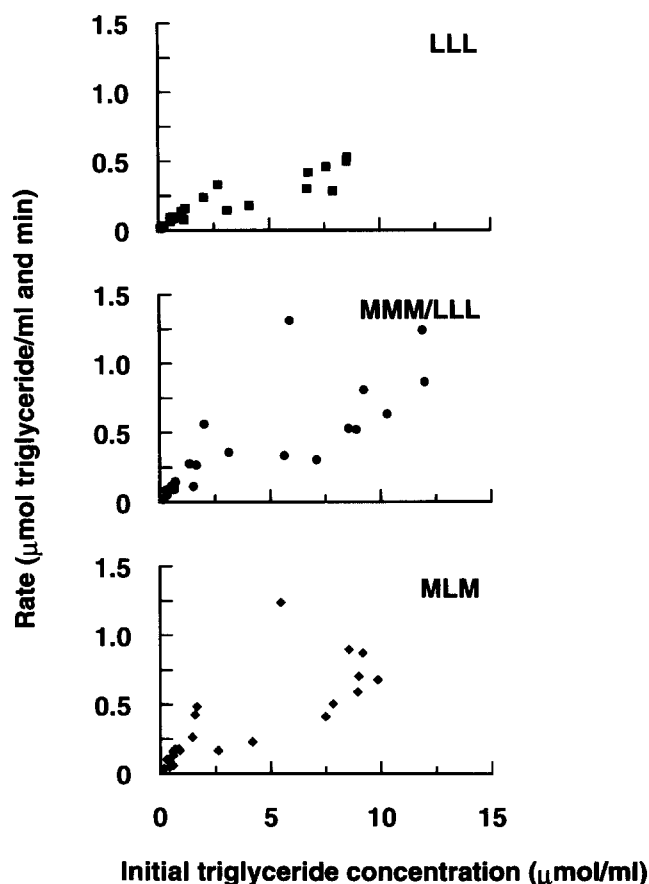 1.5
LLL
1.0
0.5
0
1.5
MMM/LLL
1.0
0.5
0
Rate (μmol triglyceride/ml and min)
1.5
MLM
1.0
0.5
0
0 5 10 15
Initial triglyceride concentration (μmol/ml)